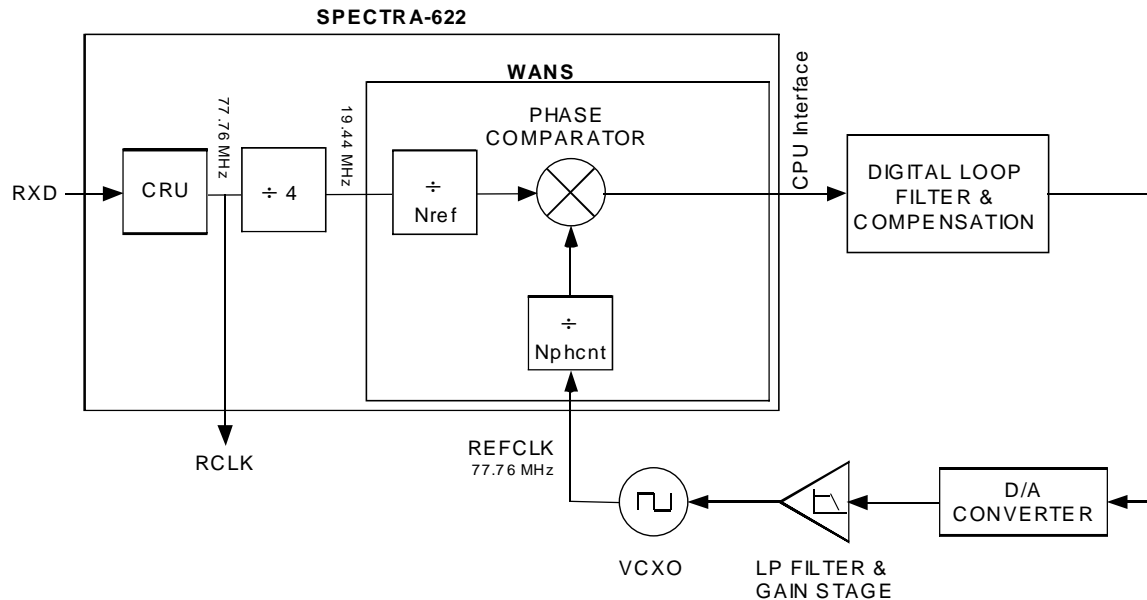 SPECTRA-622
WANS
PHASE
COMPARATOR
CPU Interface
77.76 MHz
19.44 MHz
RXD
CRU
÷ 4
÷
Nref
DIGITAL LOOP
FILTER &
COMPENSATION
÷
Nphcnt
RCLK
REFCLK
77.76 MHz
D/A
CONVERTER
VCXO
LP FILTER &
GAIN STAGE